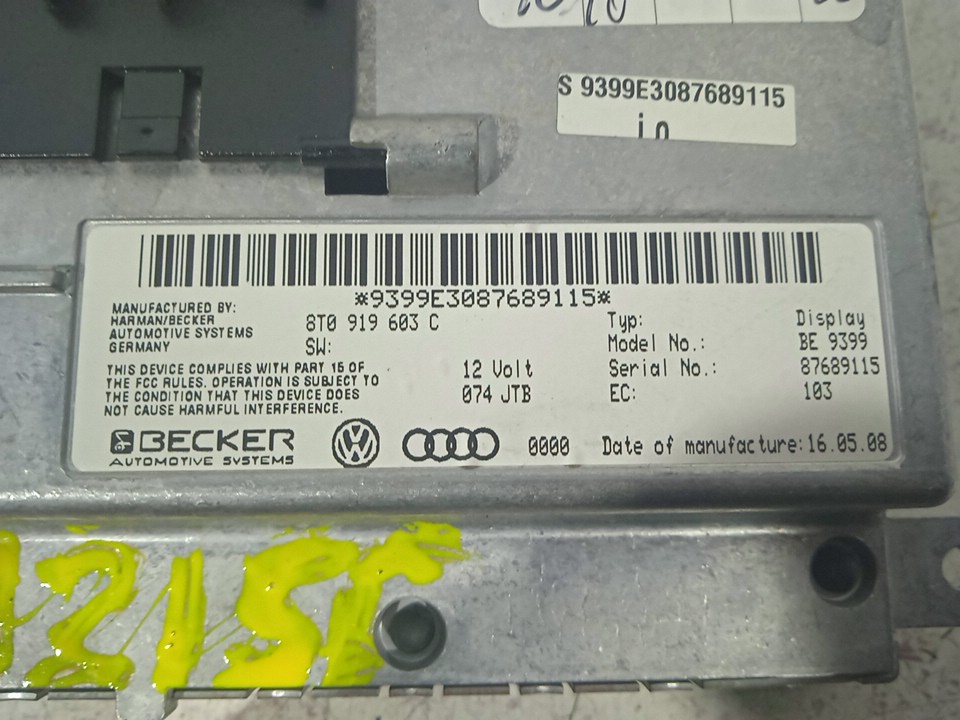 S 9399E3087689115
*9399E3087689115*
MANUFACTURED BY:
HARMAN/BECKER
AUTOMOTIVE SYSTEMS
GERMANY
8T0 919 603 C
SW:
THIS DEVICE COMPLIES WITH PART 15 OF
THE FCC RULES. OPERATION IS SUBJECT TO
THE CONDITION THAT THIS DEVICE DOES
NOT CAUSE HARMFUL INTERFERENCE.
12 Volt
074 JTB
Typ: Display
Model No.: BE 9399
Serial No.: 87689115
EC: 103
BECKER
AUTOMOTIVE SYSTEMS
0000
Date of manufacture:16.05.08